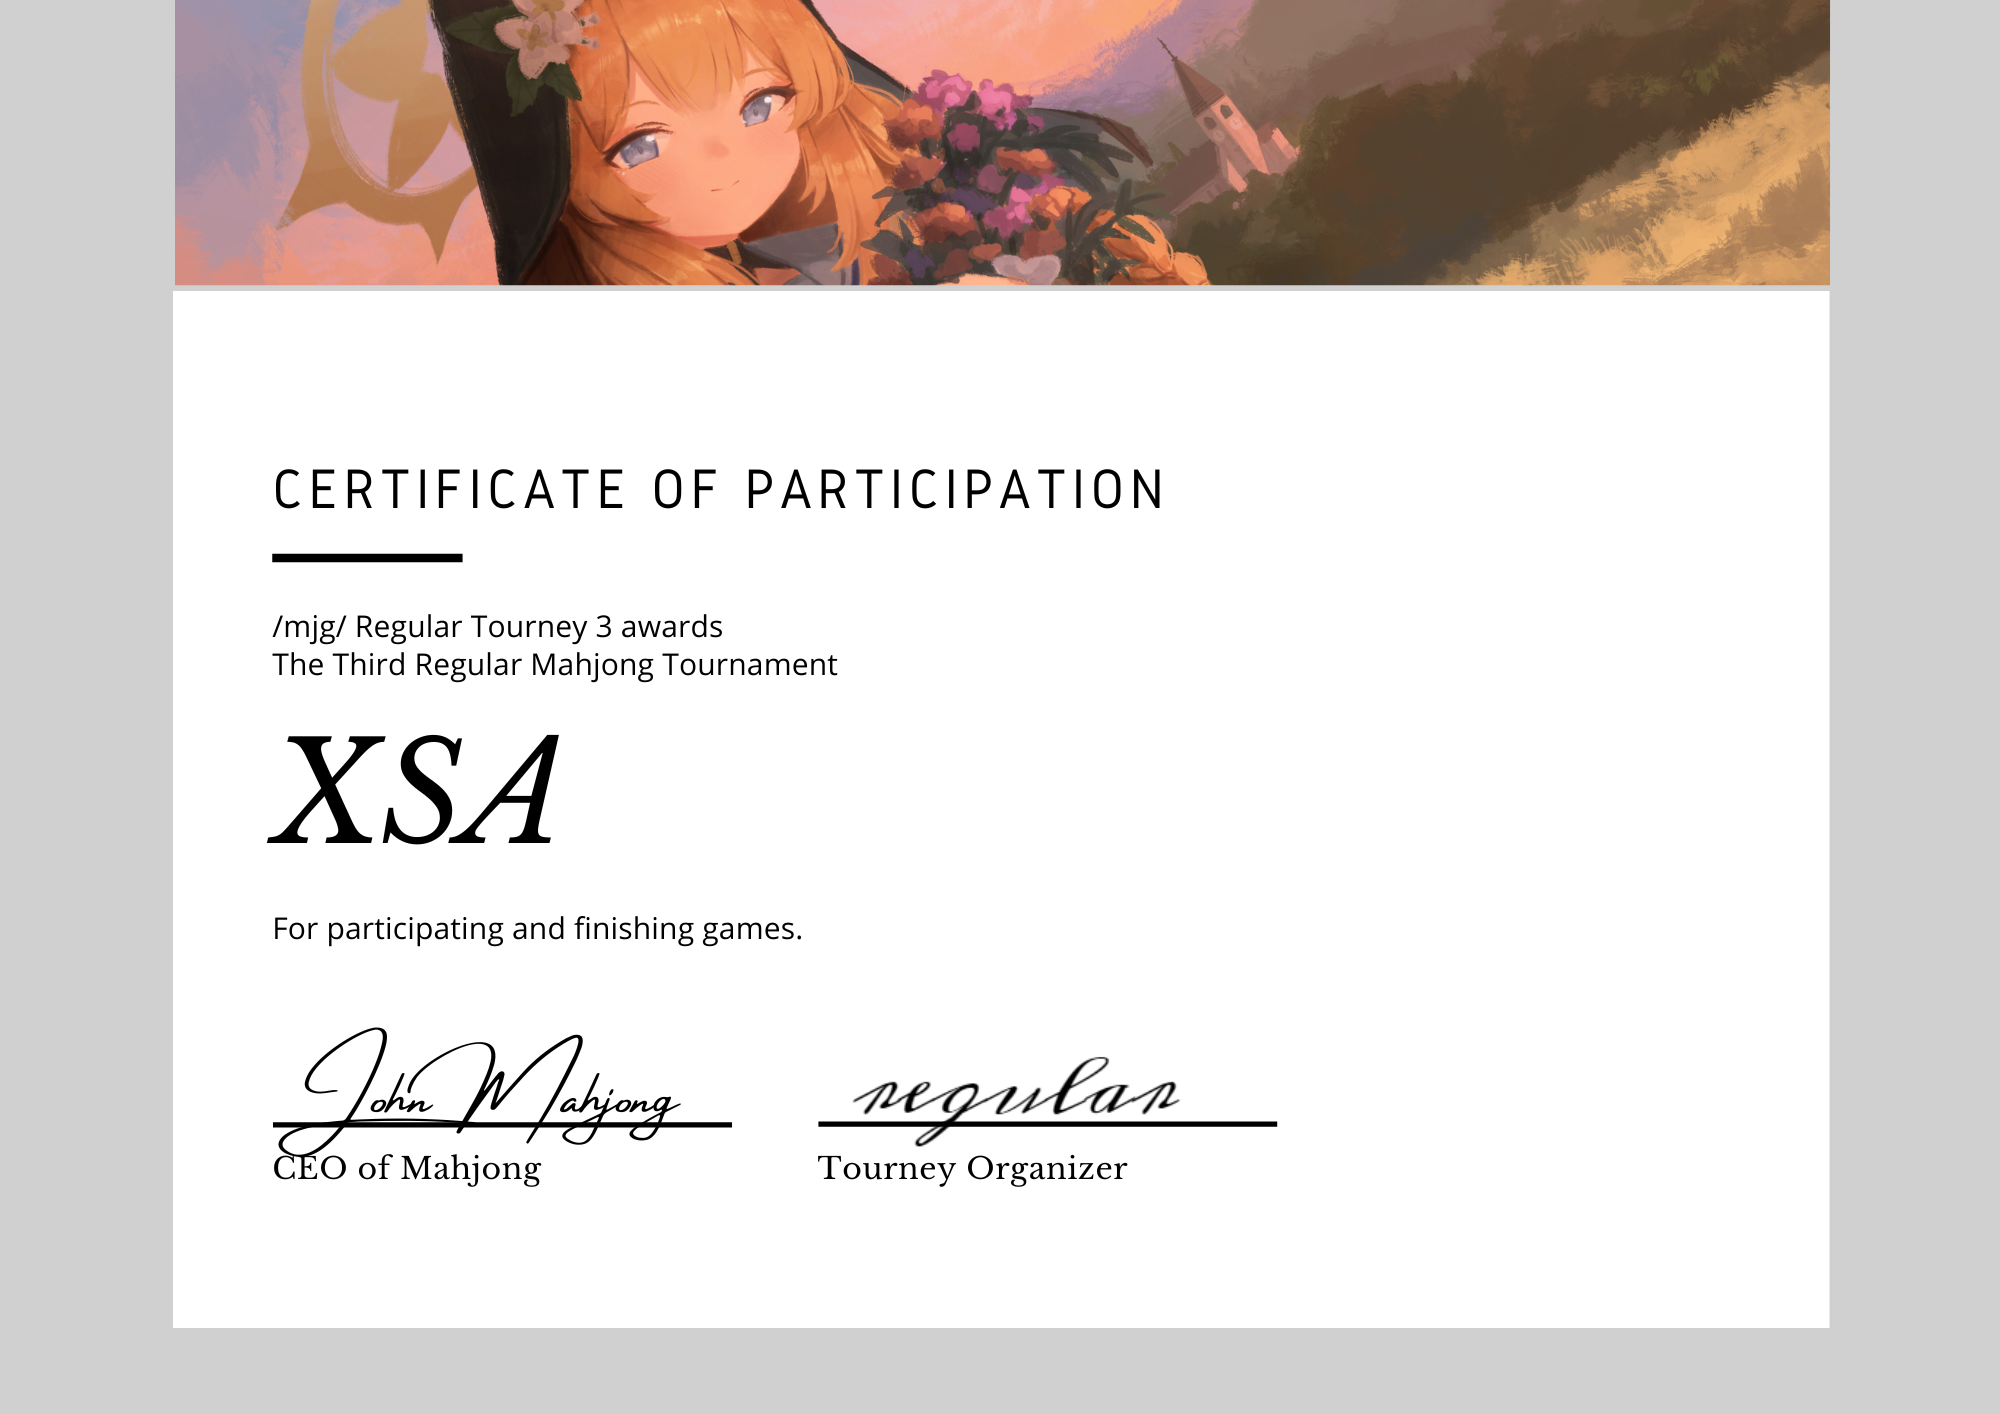 CERTIFICATE OF PARTICIPATION
/mjg/ Regular Tourney 3 awards
The Third Regular Mahjong Tournament
XSA
For participating and finishing games.
John Mahjong
regular
CEO of Mahjong
Tourney Organizer